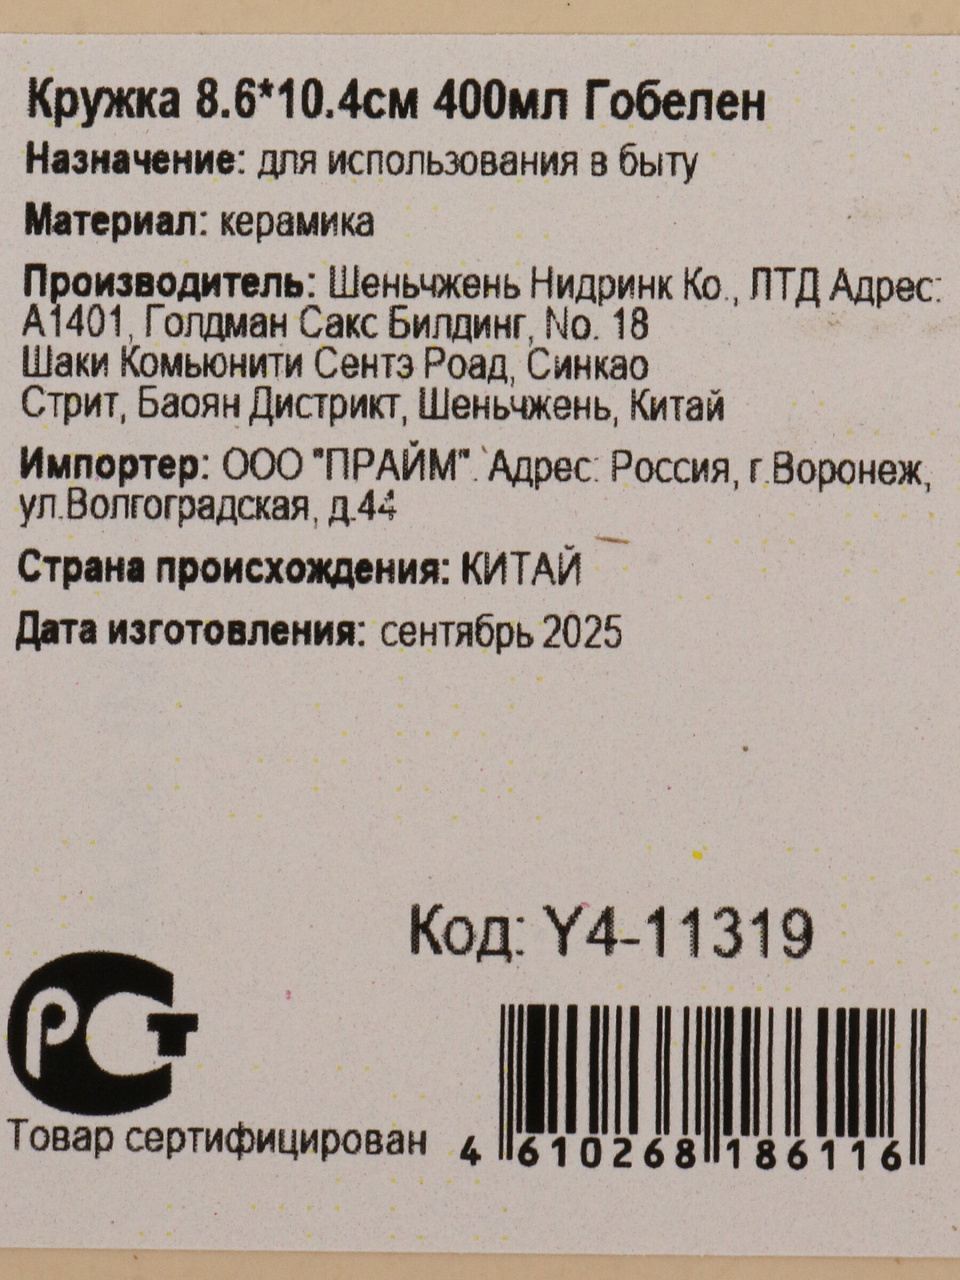 Кружка 8.6*10.4см 400мл Гобелен
Назначение: для использования в быту
Материал: керамика
Производитель: Шеньчжень Нидринк Ко., ЛТД Адрес:
А1401, Голдман Сакс Билдинг, No. 18
Шаки Комьюнити Сентэ Роад, Синкао
Стрит, Баоян Дистрикт, Шеньчжень, Китай
Импортер: ООО "ПРАЙМ". Адрес: Россия, г.Воронеж,
ул.Волгоградская, д.44
Страна происхождения: КИТАЙ
Дата изготовления: сентябрь 2025
Код: Y4-11319
РСТ
Товар сертифицирован
4 610268 186116